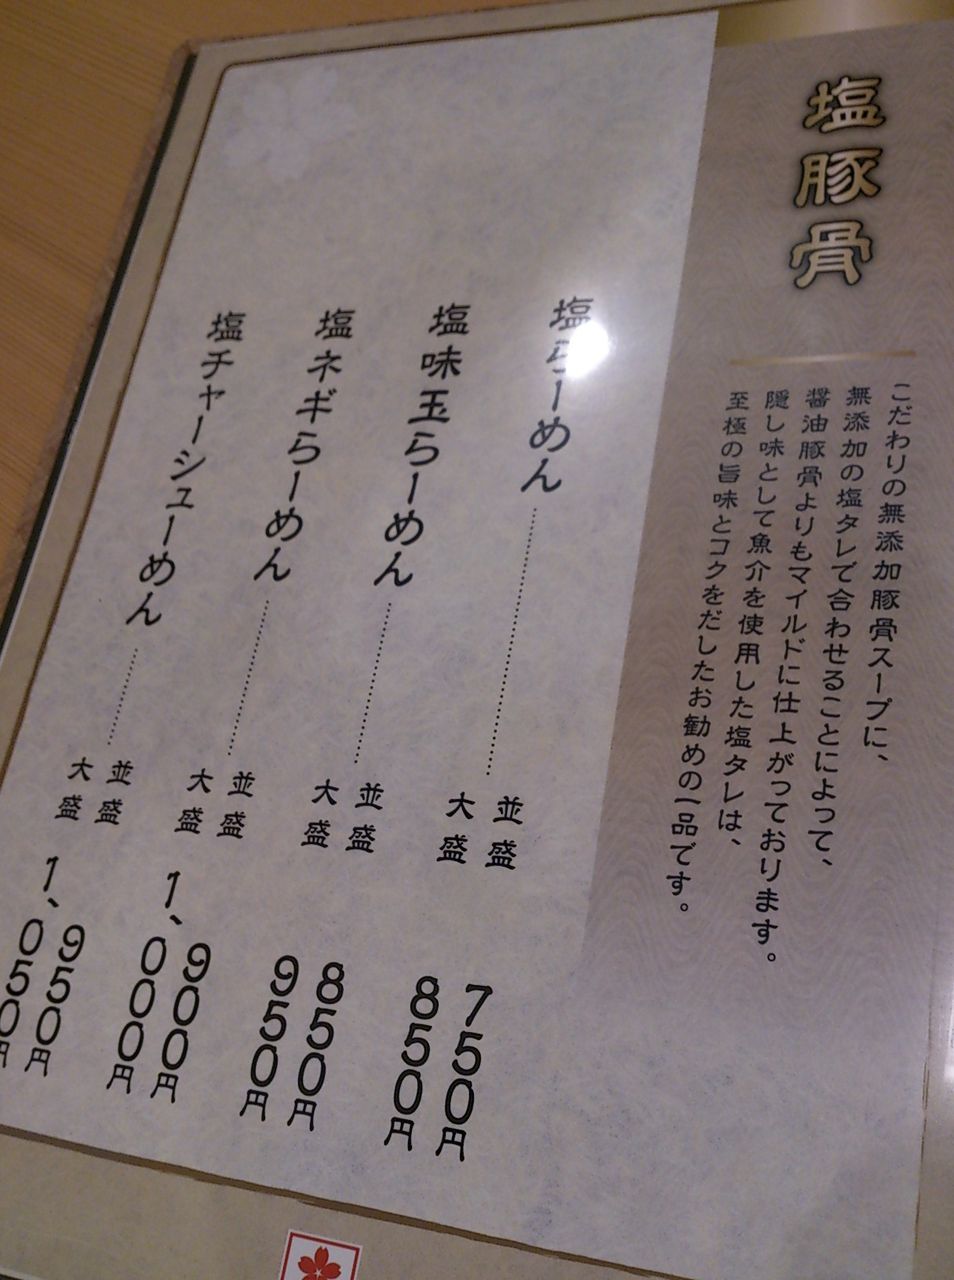 塩豚骨
こだわりの無添加豚骨スープに、
無添加の塩タレで合わせることによって、
醤油豚骨よりもマイルドに仕上がっております。
隠し味として魚介を使用した塩タレは、
至極の旨味とコクをだしたお勧めの一品です。
塩らーめん
並盛 750円
大盛 850円
塩味玉らーめん
並盛 850円
大盛 950円
塩ネギらーめん
並盛 900円
大盛 1、000円
塩チャーシューめん
並盛 950円
大盛 1、050円